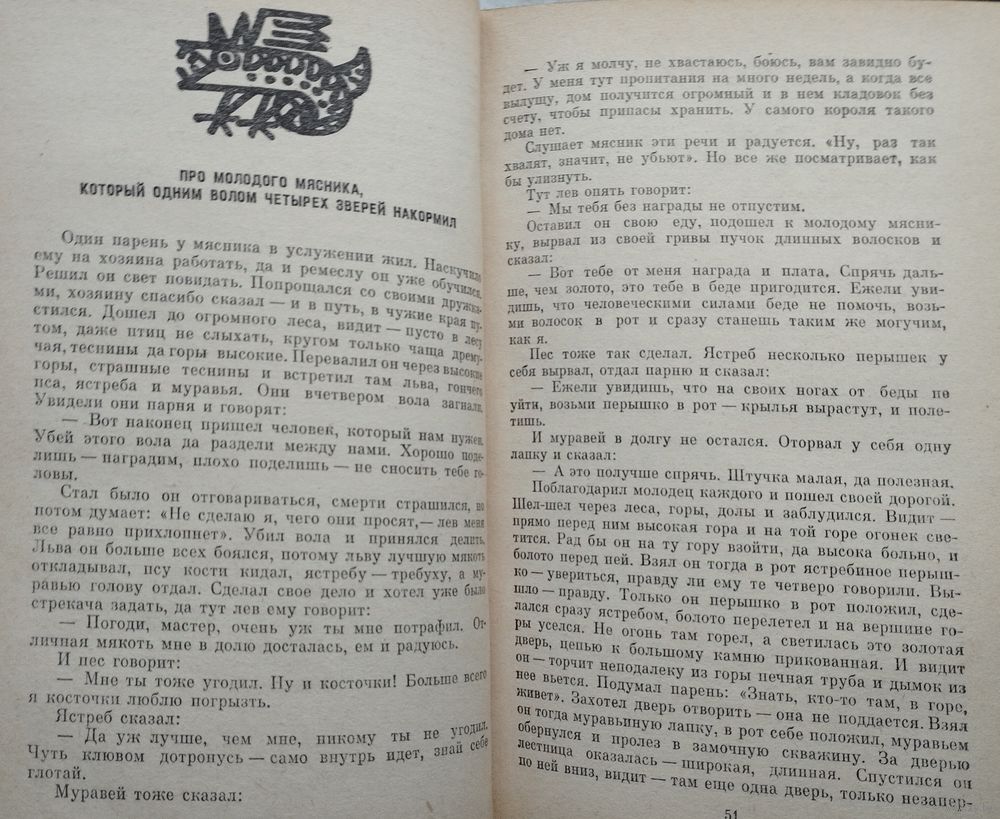 ПРО МОЛОДОГО МЯСНИКА,
КОТОРЫЙ ОДНИМ ВОЛОМ ЧЕТЫРЕХ ЗВЕРЕЙ НАКОРМИЛ
Один парень у мясника в услужении жил. Наскучило
ему на хозяина работать, да и ремеслу он уже обучился.
Решил он свет повидать. Попрощался со своими дружка-
ми, хозяину спасибо сказал — и в путь, в чужие края пу-
стился. Дошел до огромного леса, видит — пусто в лесу
том, даже птиц не слыхать, кругом только чаща дрему-
чая, теснины да горы высокие. Перевалил он через высокие
горы, страшные теснины и встретил там льва, гончего
пса, ястреба и муравья. Они вчетвером вола загнали.
Увидели они парня и говорят:
— Вот наконец пришел человек, который нам нужен.
Убей этого вола да раздели между нами. Хорошо поде-
лишь — наградим, плохо поделишь — не сносить тебе го-
ловы.
Стал было он отговариваться, смерти страшился, но
потом думает: «Не сделаю я, чего они просят, — лев меня
все равно прихлопнет». Убил вола и принялся делить.
Льва он больше всех боялся, потому льву лучшую мякоть
откладывал, псу кости кидал, ястребу — требуху, а му-
равью голову отдал. Сделал свое дело и хотел уже было
стрекача задать, да тут лев ему говорит:
— Погоди, мастер, очень уж ты мне потрафил. От-
личная мякоть мне в долю досталась, ем и радуюсь.
И пес говорит:
— Мне ты тоже угодил. Ну и косточки! Больше всего
я косточки люблю погрызть.
Ястреб сказал:
— Да уж лучше, чем мне, никому ты не угодил.
Чуть клювом дотронусь — само внутрь идет, знай себе
глотай.
Муравей тоже сказал:
— Уж я молчу, не хвастаюсь, боюсь, вам завидно бу-
дет. У меня тут пропитания на много недель, а когда все
вылущу, дом получится огромный и в нем кладовок без
счету, чтобы припасы хранить. У самого короля такого
дома нет.
Слушает мясник эти речи и радуется. «Ну, раз так
хвалят, значит, не убьют». Но все же посматривает, как
бы улизнуть.
Тут лев опять говорит:
— Мы тебя без награды не отпустим.
Оставил он свою еду, подошел к молодому мясни-
ку, вырвал из своей гривы пучок длинных волосков и
сказал:
— Вот тебе от меня награда и плата. Спрячь даль-
ше, чем золото, это тебе в беде пригодится. Ежели уви-
дишь, что человеческими силами беде не помочь, возь-
ми волосок в рот и сразу станешь таким же могучим,
как я.
Пес тоже так сделал. Ястреб несколько перышек у
себя вырвал, отдал парню и сказал:
— Ежели увидишь, что на своих ногах от беды не
уйти, возьми перышко в рот — крылья вырастут, и поле-
тишь.
И муравей в долгу не остался. Оторвал у себя одну
лапку и сказал:
— А это получше спрячь. Штучка малая, да полезная.
Поблагодарил молодец каждого и пошел своей дорогой.
Шел-шел через леса, горы, долы и заблудился. Видит —
прямо перед ним высокая гора и на той горе огонек све-
тится. Рад бы он на ту гору взойти, да высока больно, и
болото перед ней. Взял он тогда в рот ястребиное перыш-
ко — увериться, правду ли ему те четверо говорили. Вы-
шло — правду. Только он перышко в рот положил, сде-
лался сразу ястребом, болото перелетел и на вершине го-
ры уселся. Не огонь там горел, а светилась это золотая
дверь, цепью к большому камню прикованная. И видит
он — торчит неподалеку из горы печная труба и дымок из
нее вьется. Подумал парень: «Знать, кто-то там, в горе,
живет». Захотел дверь отворить — она не поддается. Взял
он тогда муравьиную лапку, в рот себе положил, муравьем
обернулся и пролез в замочную скважину. За дверью
лестница оказалась — широкая, длинная. Спустился он
по ней вниз, видит — там еще одна дверь, только незапер-
51